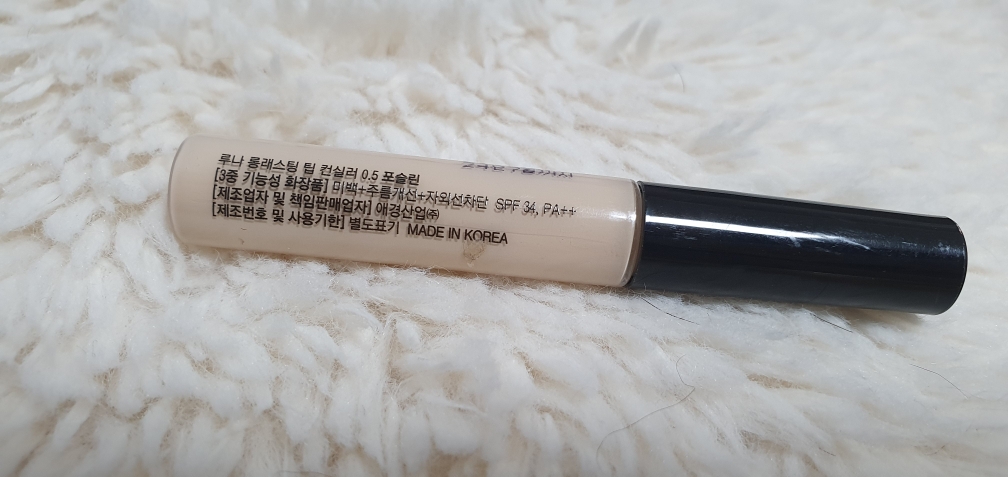 루나 롱래스팅 팁 컨실러 0.5 포슬린
[3중 기능성 화장품] 미백+주름개선+자외선차단 SPF 34, PA++
[제조업자 및 책임판매업자] 애경산업㈜
[제조번호 및 사용기한] 별도표기 MADE IN KOREA